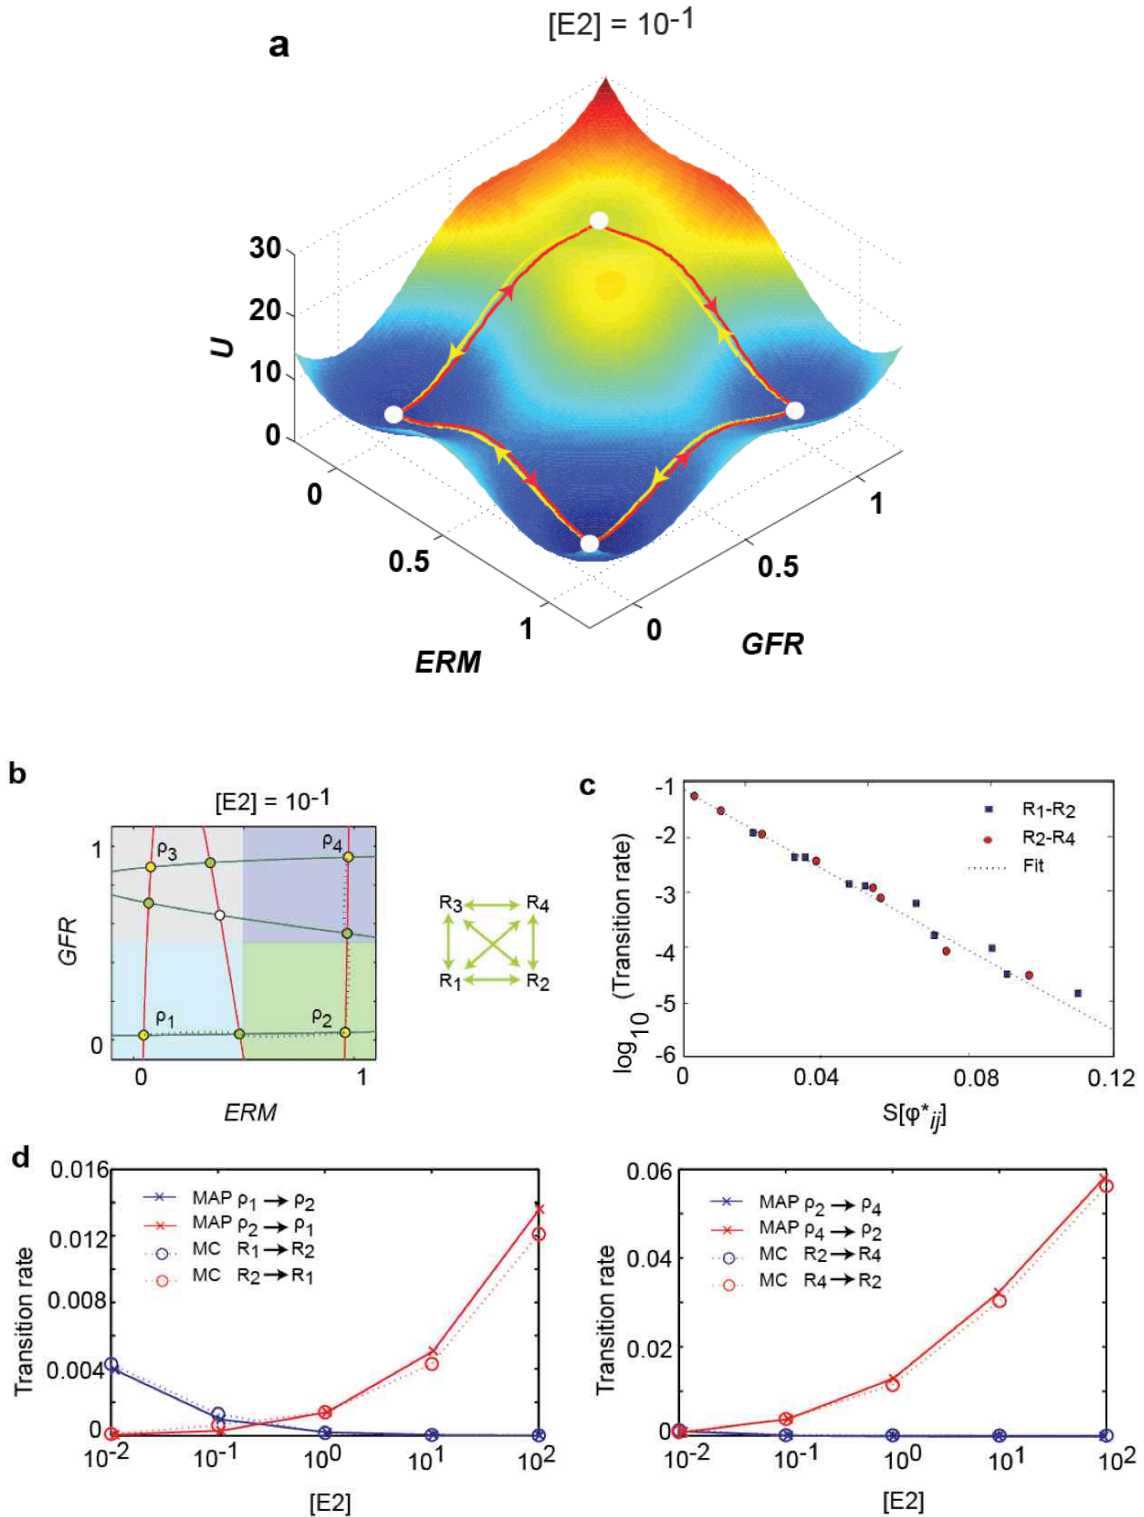 [E2] = 10-1
a
30
20
10
0
U
0
0.5
1
ERM
0
0.5
1
GFR
b
[E2] = 10-1
1
0
GFR
ρ3
ρ4
ρ1
ρ2
0
1
ERM
R3 R4
R1 R2
c
-1
-2
-3
-4
-5
-6
log10 (Transition rate)
R1-R2
R2-R4
Fit
0 0.04 0.08 0.12
S[φ*ij]
d
0.016
0.012
0.008
0.004
0
Transition rate
MAP ρ1 → ρ2
MAP ρ2 → ρ1
MC R1 → R2
MC R2 → R1
10-2 10-1 100 101 102
[E2]
0.06
0.04
0.02
0
Transition rate
MAP ρ2 → ρ4
MAP ρ4 → ρ2
MC R2 → R4
MC R4 → R2
10-2 10-1 100 101 102
[E2]